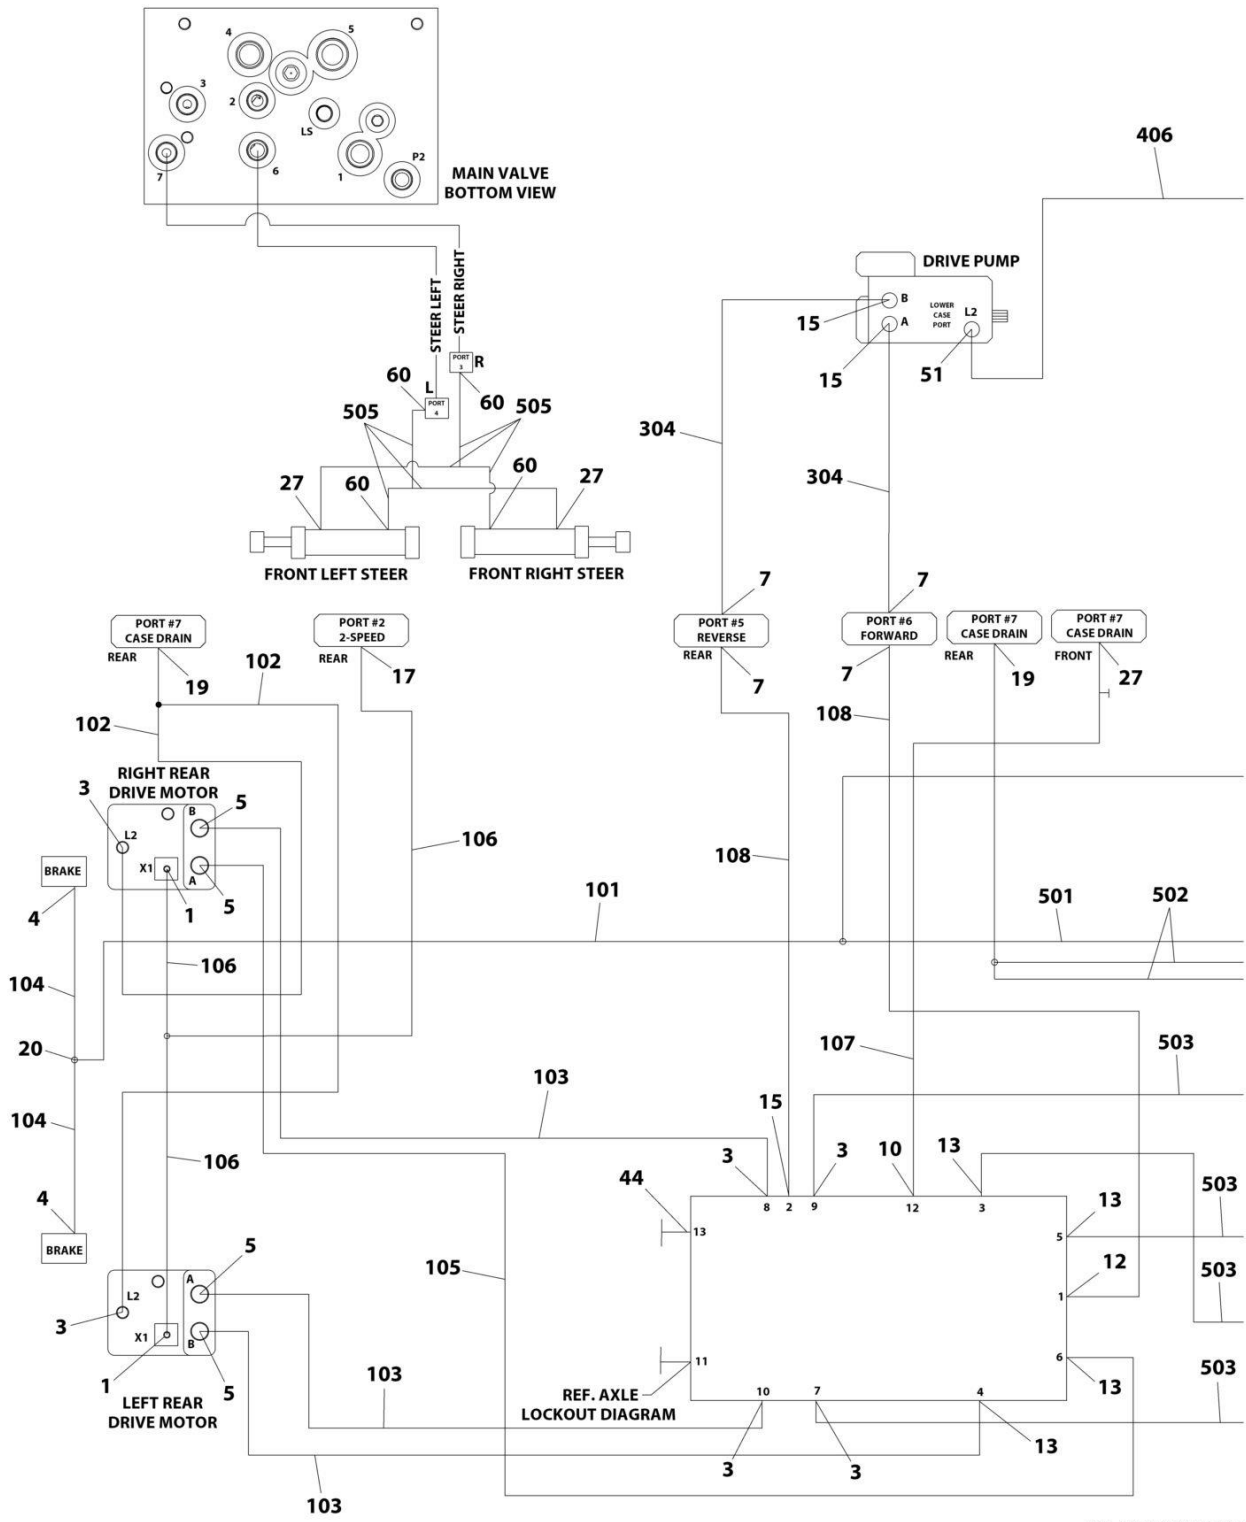 4
5
3
2
LS
7
6
1
P2
MAIN VALVE
BOTTOM VIEW
406
DRIVE PUMP
B
LOWER
CASE
PORT
L2
A
15
15
51
STEER LEFT
STEER RIGHT
PORT
3
R
60
L
PORT
4
60
505
505
304
304
27
60
60
27
FRONT LEFT STEER
FRONT RIGHT STEER
7
7
PORT #7
CASE DRAIN
REAR
PORT #2
2-SPEED
REAR
PORT #5
REVERSE
REAR
PORT #6
FORWARD
PORT #7
CASE DRAIN
REAR
PORT #7
CASE DRAIN
FRONT
19
102
17
7
7
19
27
102
108
RIGHT REAR
DRIVE MOTOR
3
B
5
L2
X1
A
5
1
106
108
BRAKE
4
101
501
502
106
104
20
107
503
103
104
106
15
3
3
10
13
44
503
4
8
2
9
12
3
13
13
5
BRAKE
5
105
12
503
1
A
L2
3
X1
B
11
6
13
503
1
5
103
REF. AXLE
LOCKOUT DIAGRAM
10
7
4
LEFT REAR
DRIVE MOTOR
13
3
3
103